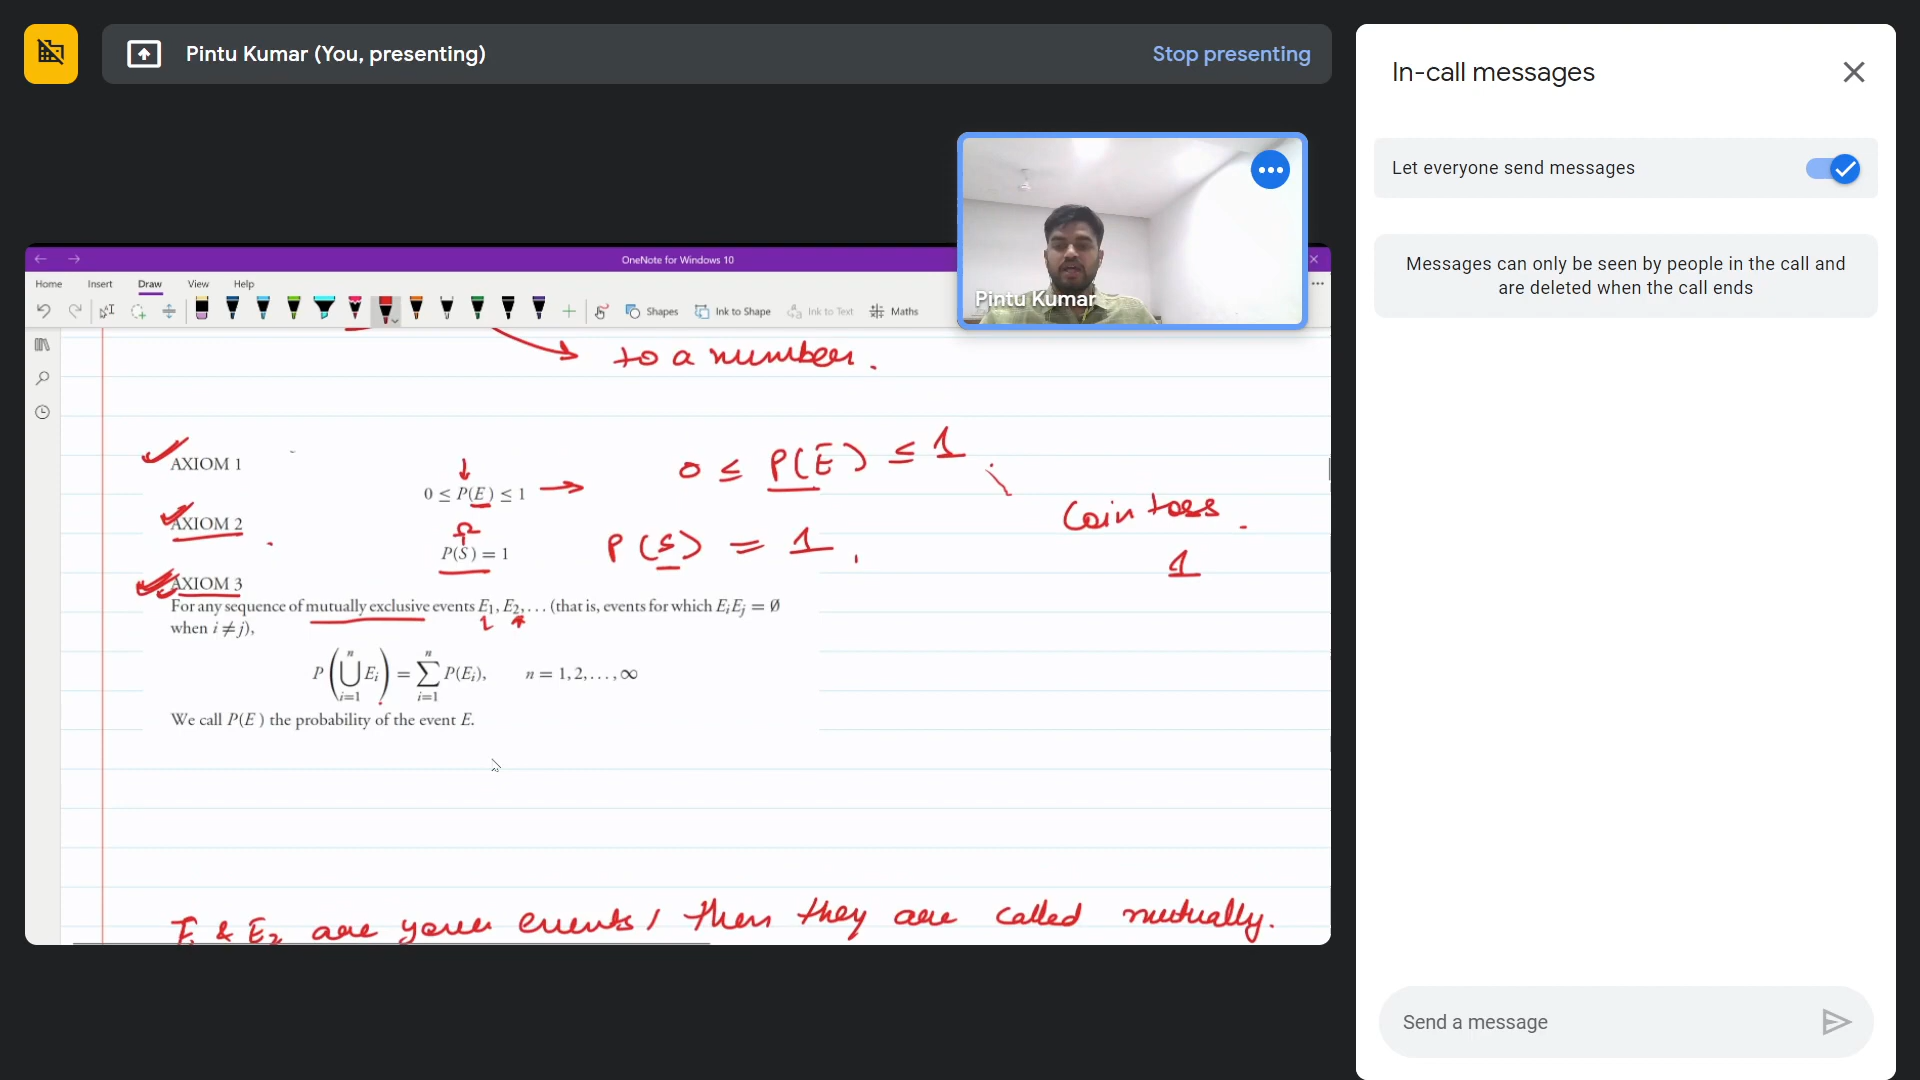 Pintu Kumar (You, presenting)
Stop presenting
In-call messages
Let everyone send messages
Messages can only be seen by people in the call and
are deleted when the call ends
Pintu Kumar
OneNote for Windows 10
Home Insert Draw View Help
Shapes Ink to Shape Ink to Text Maths
to a number.
AXIOM 1
0 ≤ P(E) ≤ 1
0 ≤ P(E) ≤ 1
AXIOM 2
Ω
P(S) = 1
P(S) = 1
Coin toss.
1
AXIOM 3
For any sequence of mutually exclusive events E₁, E₂, . . . (that is, events for which EᵢEⱼ = Ø
when i ≠ j),
P(⋃ᵢ₌₁ⁿ Eᵢ) = ∑ᵢ₌₁ⁿ P(Eᵢ), n = 1, 2, . . . , ∞
We call P(E) the probability of the event E.
E₁ & E₂ are your events, then they are called mutually.
Send a message